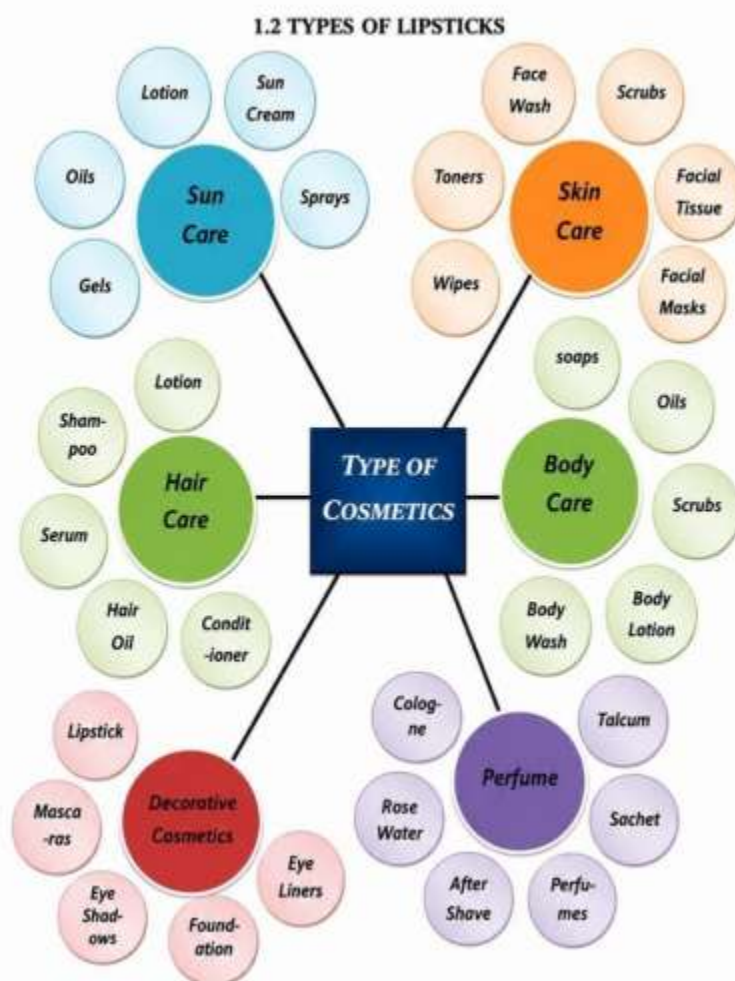 1.2 TYPES OF LIPSTICKS
Lotion
Sun
Cream
Oils
Sun
Care
Sprays
Gels
Face
Wash
Scrubs
Toners
Skin
Care
Facial
Tissue
Wipes
Facial
Masks
Lotion
Sham-
poo
Hair
Care
Serum
Hair
Oil
Condit
-ioner
TYPE OF
COSMETICS
soaps
Oils
Body
Care
Scrubs
Body
Wash
Body
Lotion
Lipstick
Masca
-ras
Decorative
Cosmetics
Eye
Liners
Eye
Shad-
ows
Found-
ation
Colog-
ne
Talcum
Perfume
Rose
Water
Sachet
After
Shave
Perfu-
mes